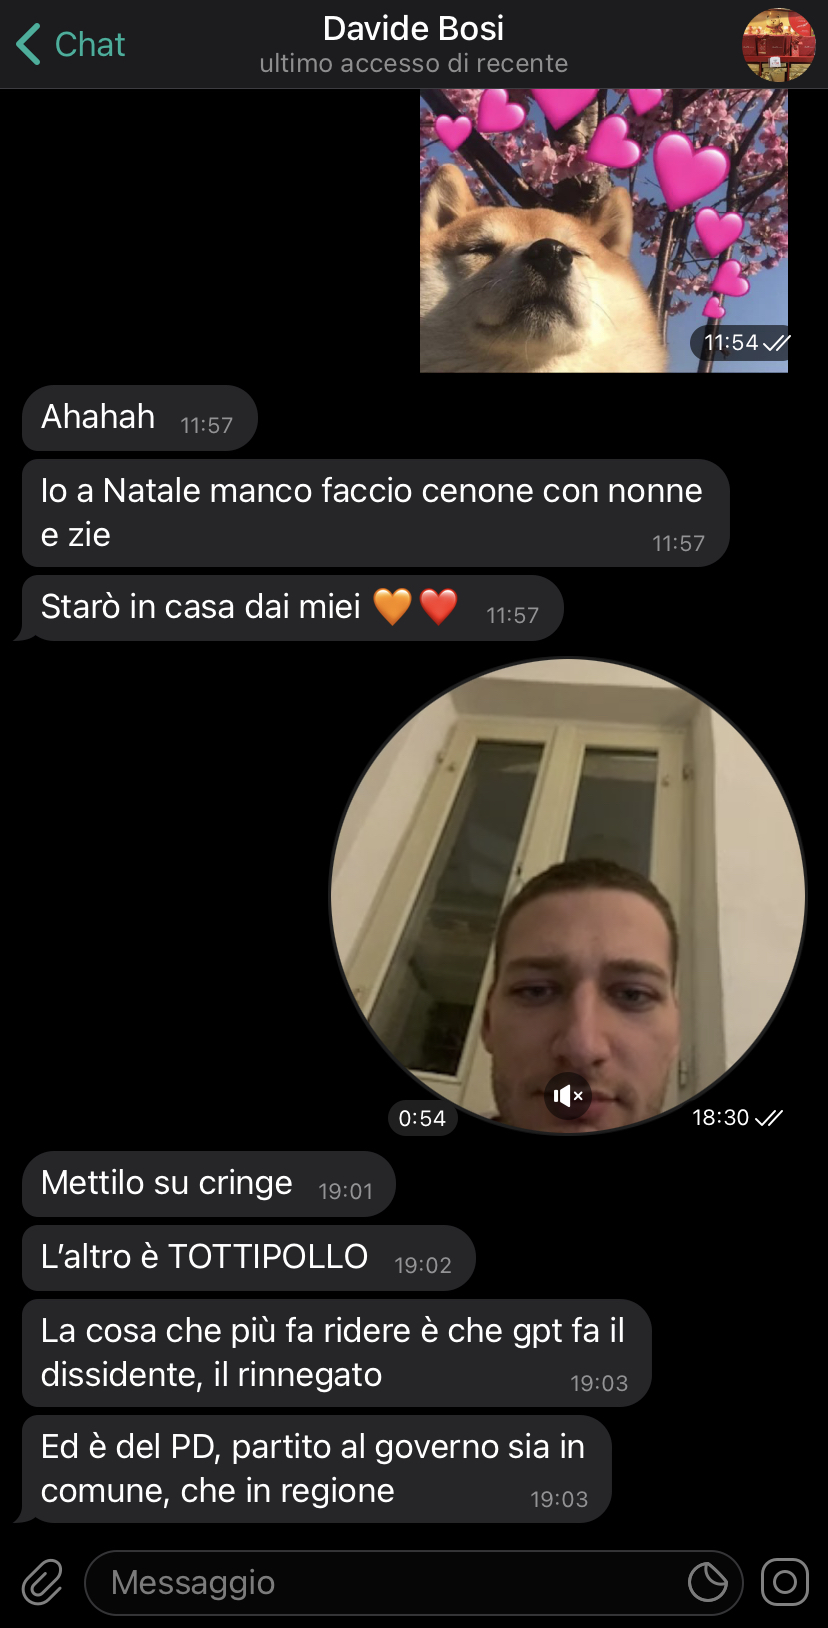 Chat
Davide Bosi
ultimo accesso di recente
11:54
Ahahah 11:57
Io a Natale manco faccio cenone con nonne
e zie 11:57
Starò in casa dai miei 🧡❤️ 11:57
0:54
18:30
Mettilo su cringe 19:01
L’altro è TOTTIPOLLO 19:02
La cosa che più fa ridere è che gpt fa il
dissidente, il rinnegato 19:03
Ed è del PD, partito al governo sia in
comune, che in regione 19:03
Messaggio